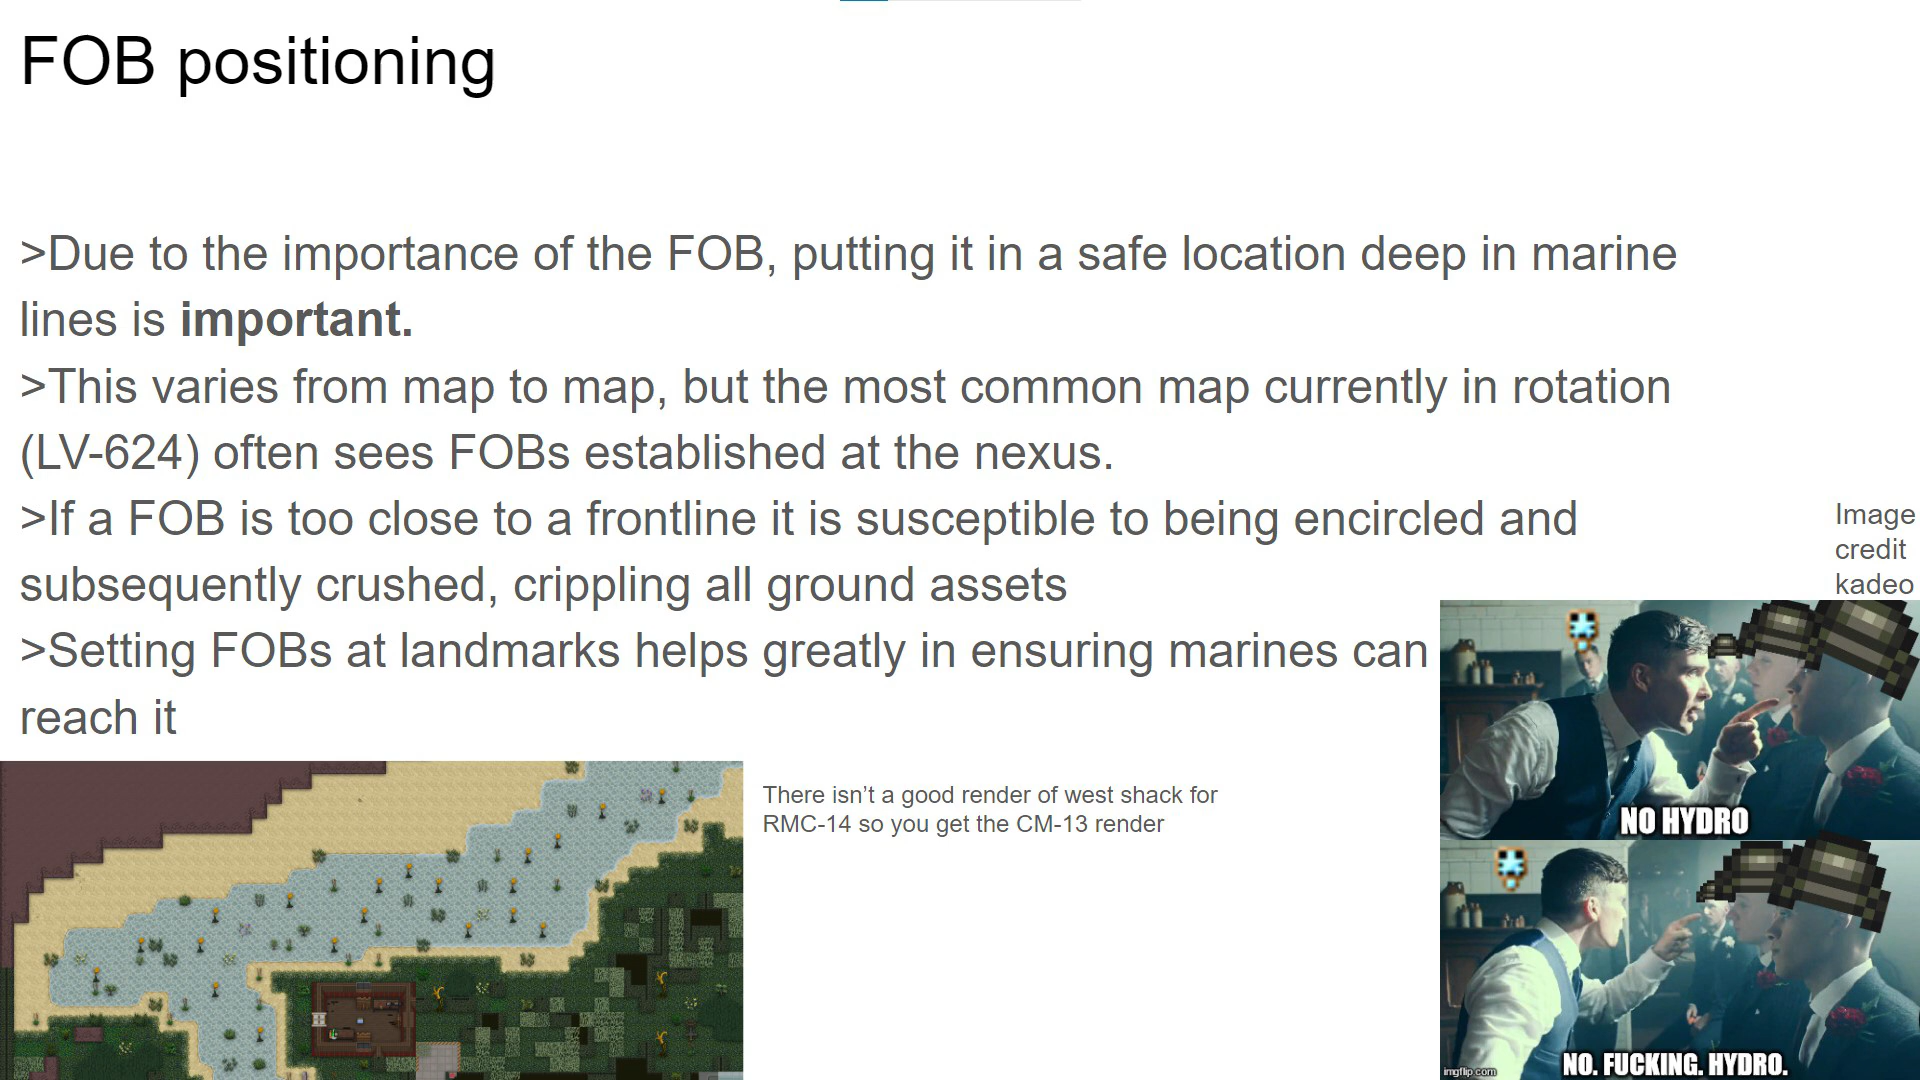 FOB positioning
>Due to the importance of the FOB, putting it in a safe location deep in marine
lines is important.
>This varies from map to map, but the most common map currently in rotation
(LV-624) often sees FOBs established at the nexus.
>If a FOB is too close to a frontline it is susceptible to being encircled and
subsequently crushed, crippling all ground assets
>Setting FOBs at landmarks helps greatly in ensuring marines can
reach it
Image
credit
kadeo
There isn’t a good render of west shack for
RMC-14 so you get the CM-13 render
NO HYDRO
NO. FUCKING. HYDRO.
imgflip.com